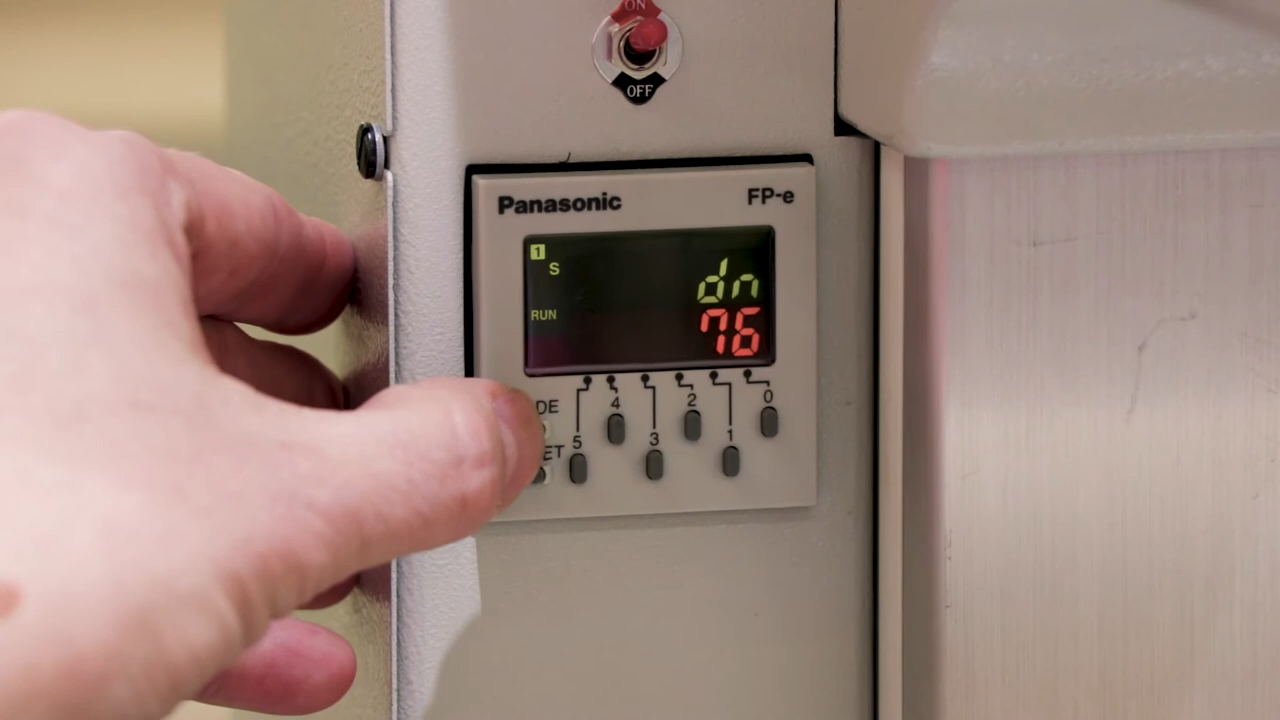 ON
OFF
Panasonic FP-e
1
S
dn
RUN
76
DE
4 2 0
ET 5 3 1